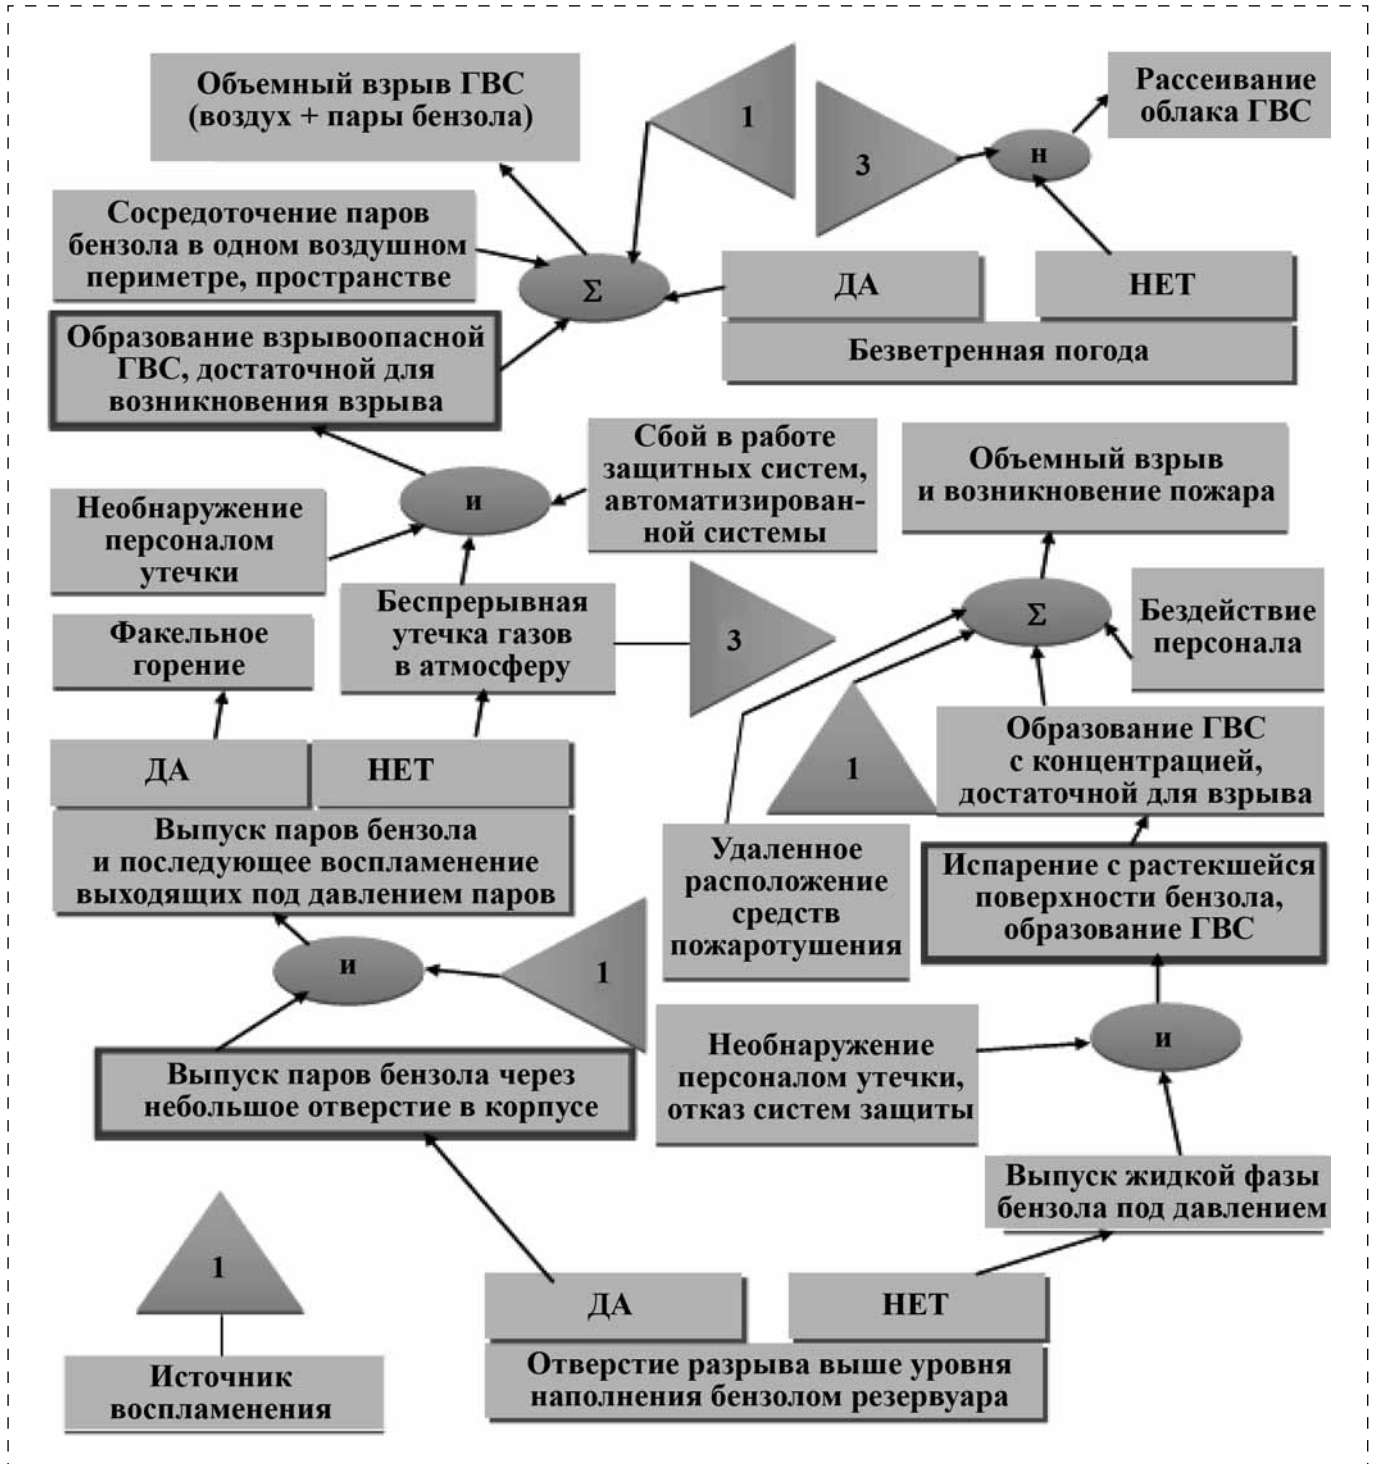 Объемный взрыв ГВС
(воздух + пары бензола)
1
3
н
Рассеивание
облака ГВС
Сосредоточение паров
бензола в одном воздушном
периметре, пространстве
Σ
ДА
НЕТ
Безветренная погода
Образование взрывоопасной
ГВС, достаточной для
возникновения взрыва
Сбой в работе
защитных систем,
автоматизирован-
ной системы
Объемный взрыв
и возникновение пожара
и
Необнаружение
персоналом
утечки
Беспрерывная
утечка газов
в атмосферу
3
Σ
Бездействие
персонала
Факельное
горение
ДА
НЕТ
Выпуск паров бензола
и последующее воспламенение
выходящих под давлением паров
1
Образование ГВС
с концентрацией,
достаточной для взрыва
Удаленное
расположение
средств
пожаротушения
Испарение с растекшейся
поверхности бензола,
образование ГВС
и
1
Необнаружение
персоналом утечки,
отказ систем защиты
и
Выпуск паров бензола через
небольшое отверстие в корпусе
Выпуск жидкой фазы
бензола под давлением
1
Источник
воспламенения
ДА
НЕТ
Отверстие разрыва выше уровня
наполнения бензолом резервуара